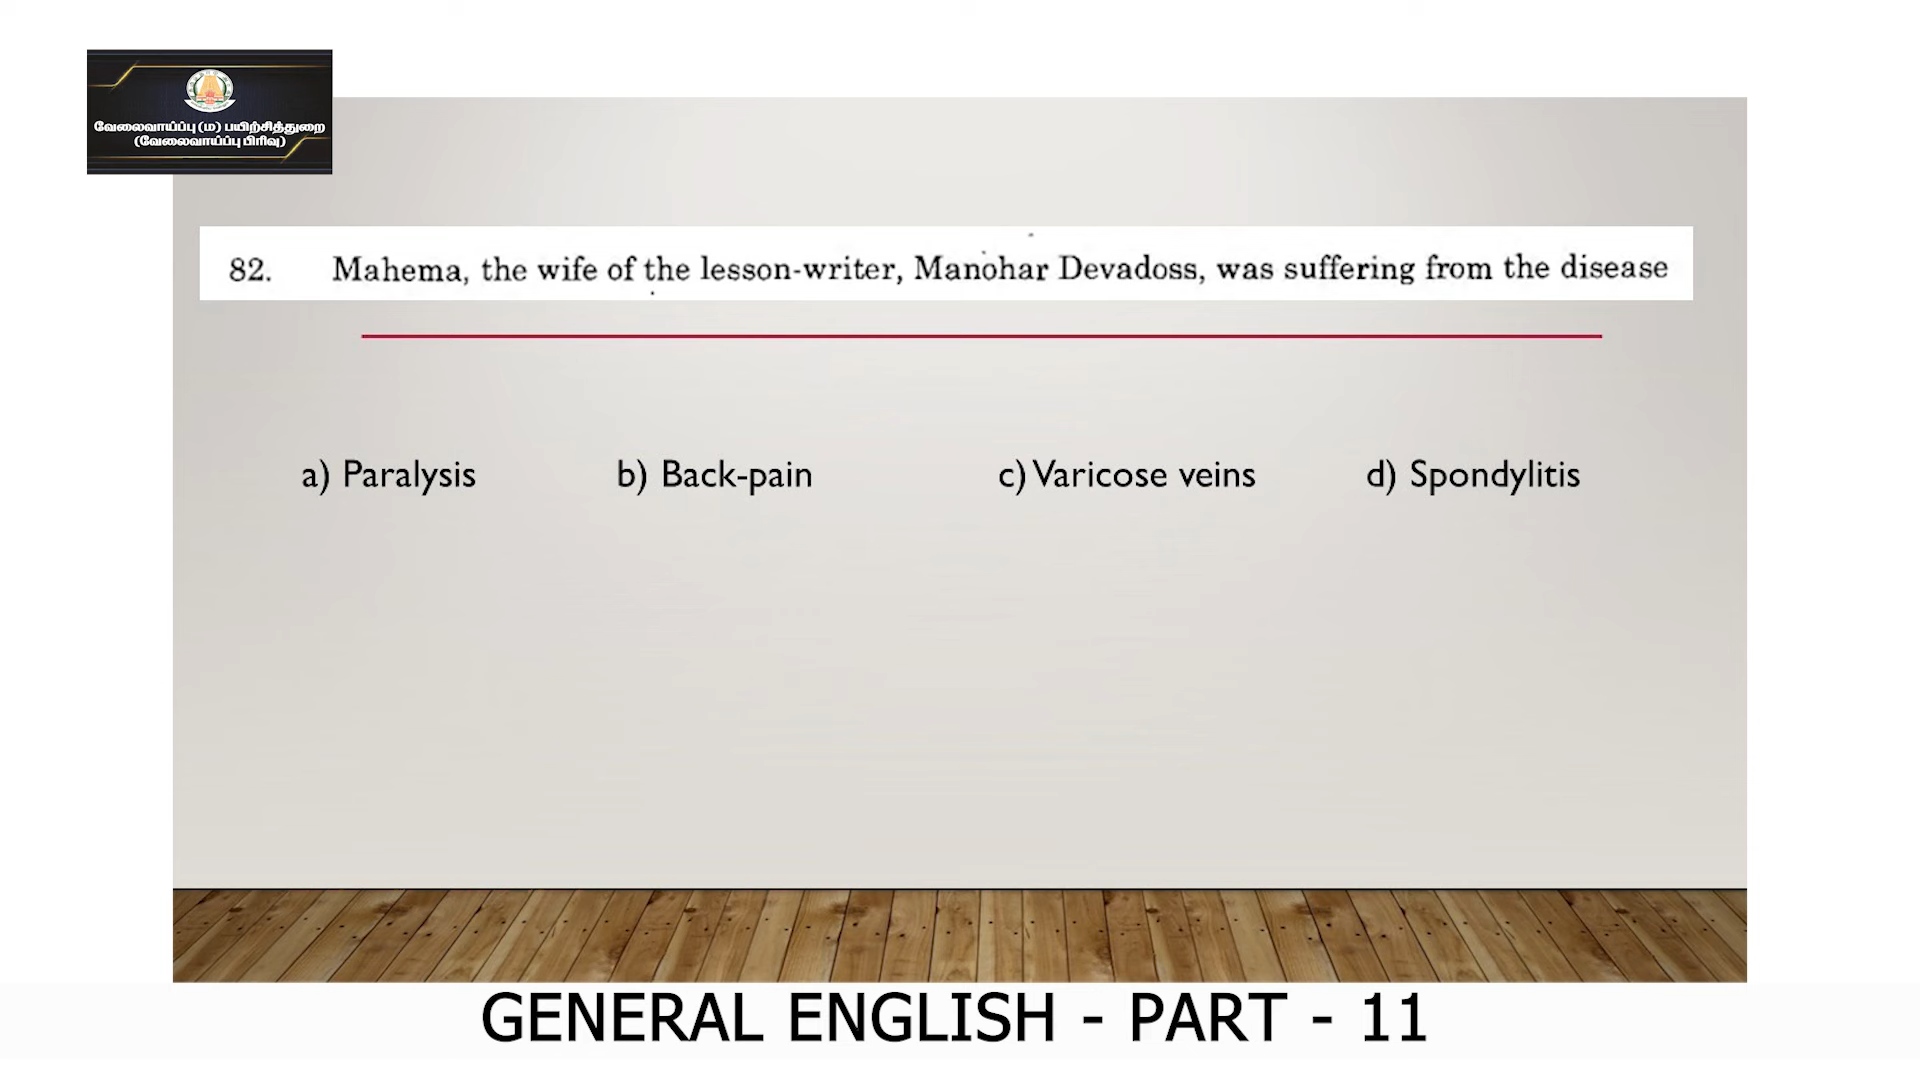 வேலைவாய்ப்பு (ம) பயிற்சித்துறை
(வேலைவாய்ப்பு பிரிவு)
82. Mahema, the wife of the lesson-writer, Manohar Devadoss, was suffering from the disease
a) Paralysis b) Back-pain c) Varicose veins d) Spondylitis
GENERAL ENGLISH - PART - 11